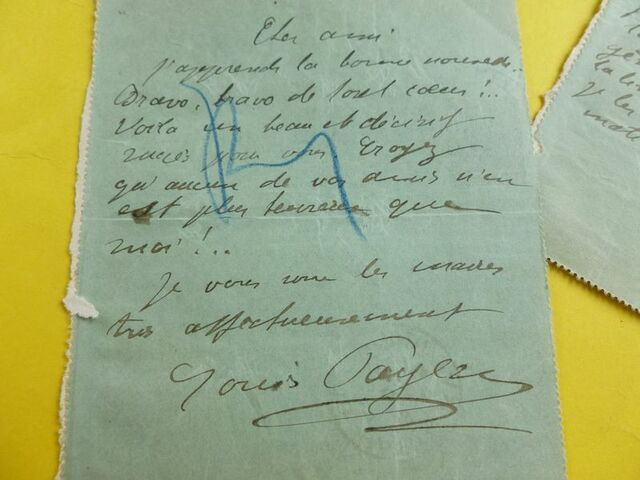 Cher ami
J'apprends la bonne nouvelle.
Bravo, bravo de tout cœur !..
Voilà un beau et décisif
succès pour vous Croyez
qu'aucun de vos amis n'en
est plus heureux que
moi !...
Je vous serre les mains
très affectueusement
Louis Payen